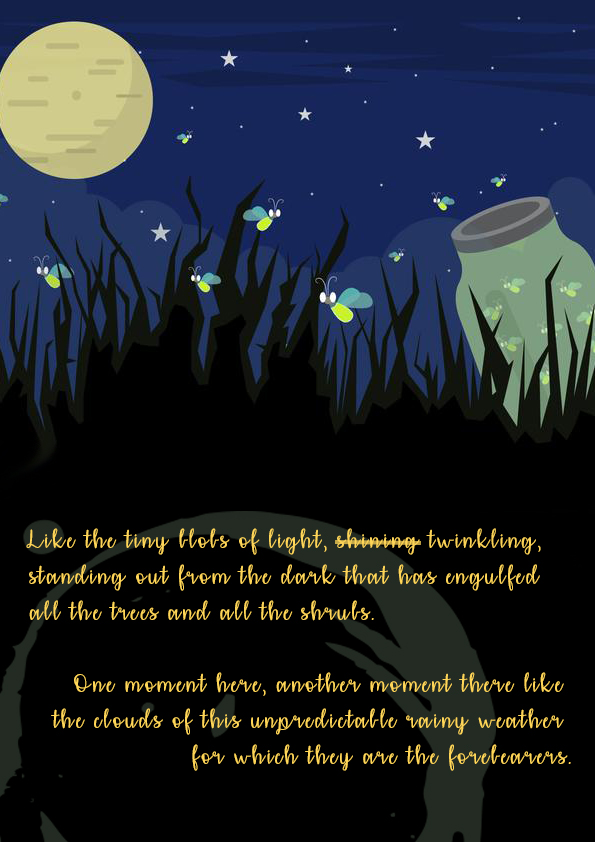 Like the tiny blobs of light, shining twinkling,
standing out from the dark that has engulfed
all the trees and all the shrubs.
One moment here, another moment there like
the clouds of this unpredictable rainy weather
for which they are the forebearers.